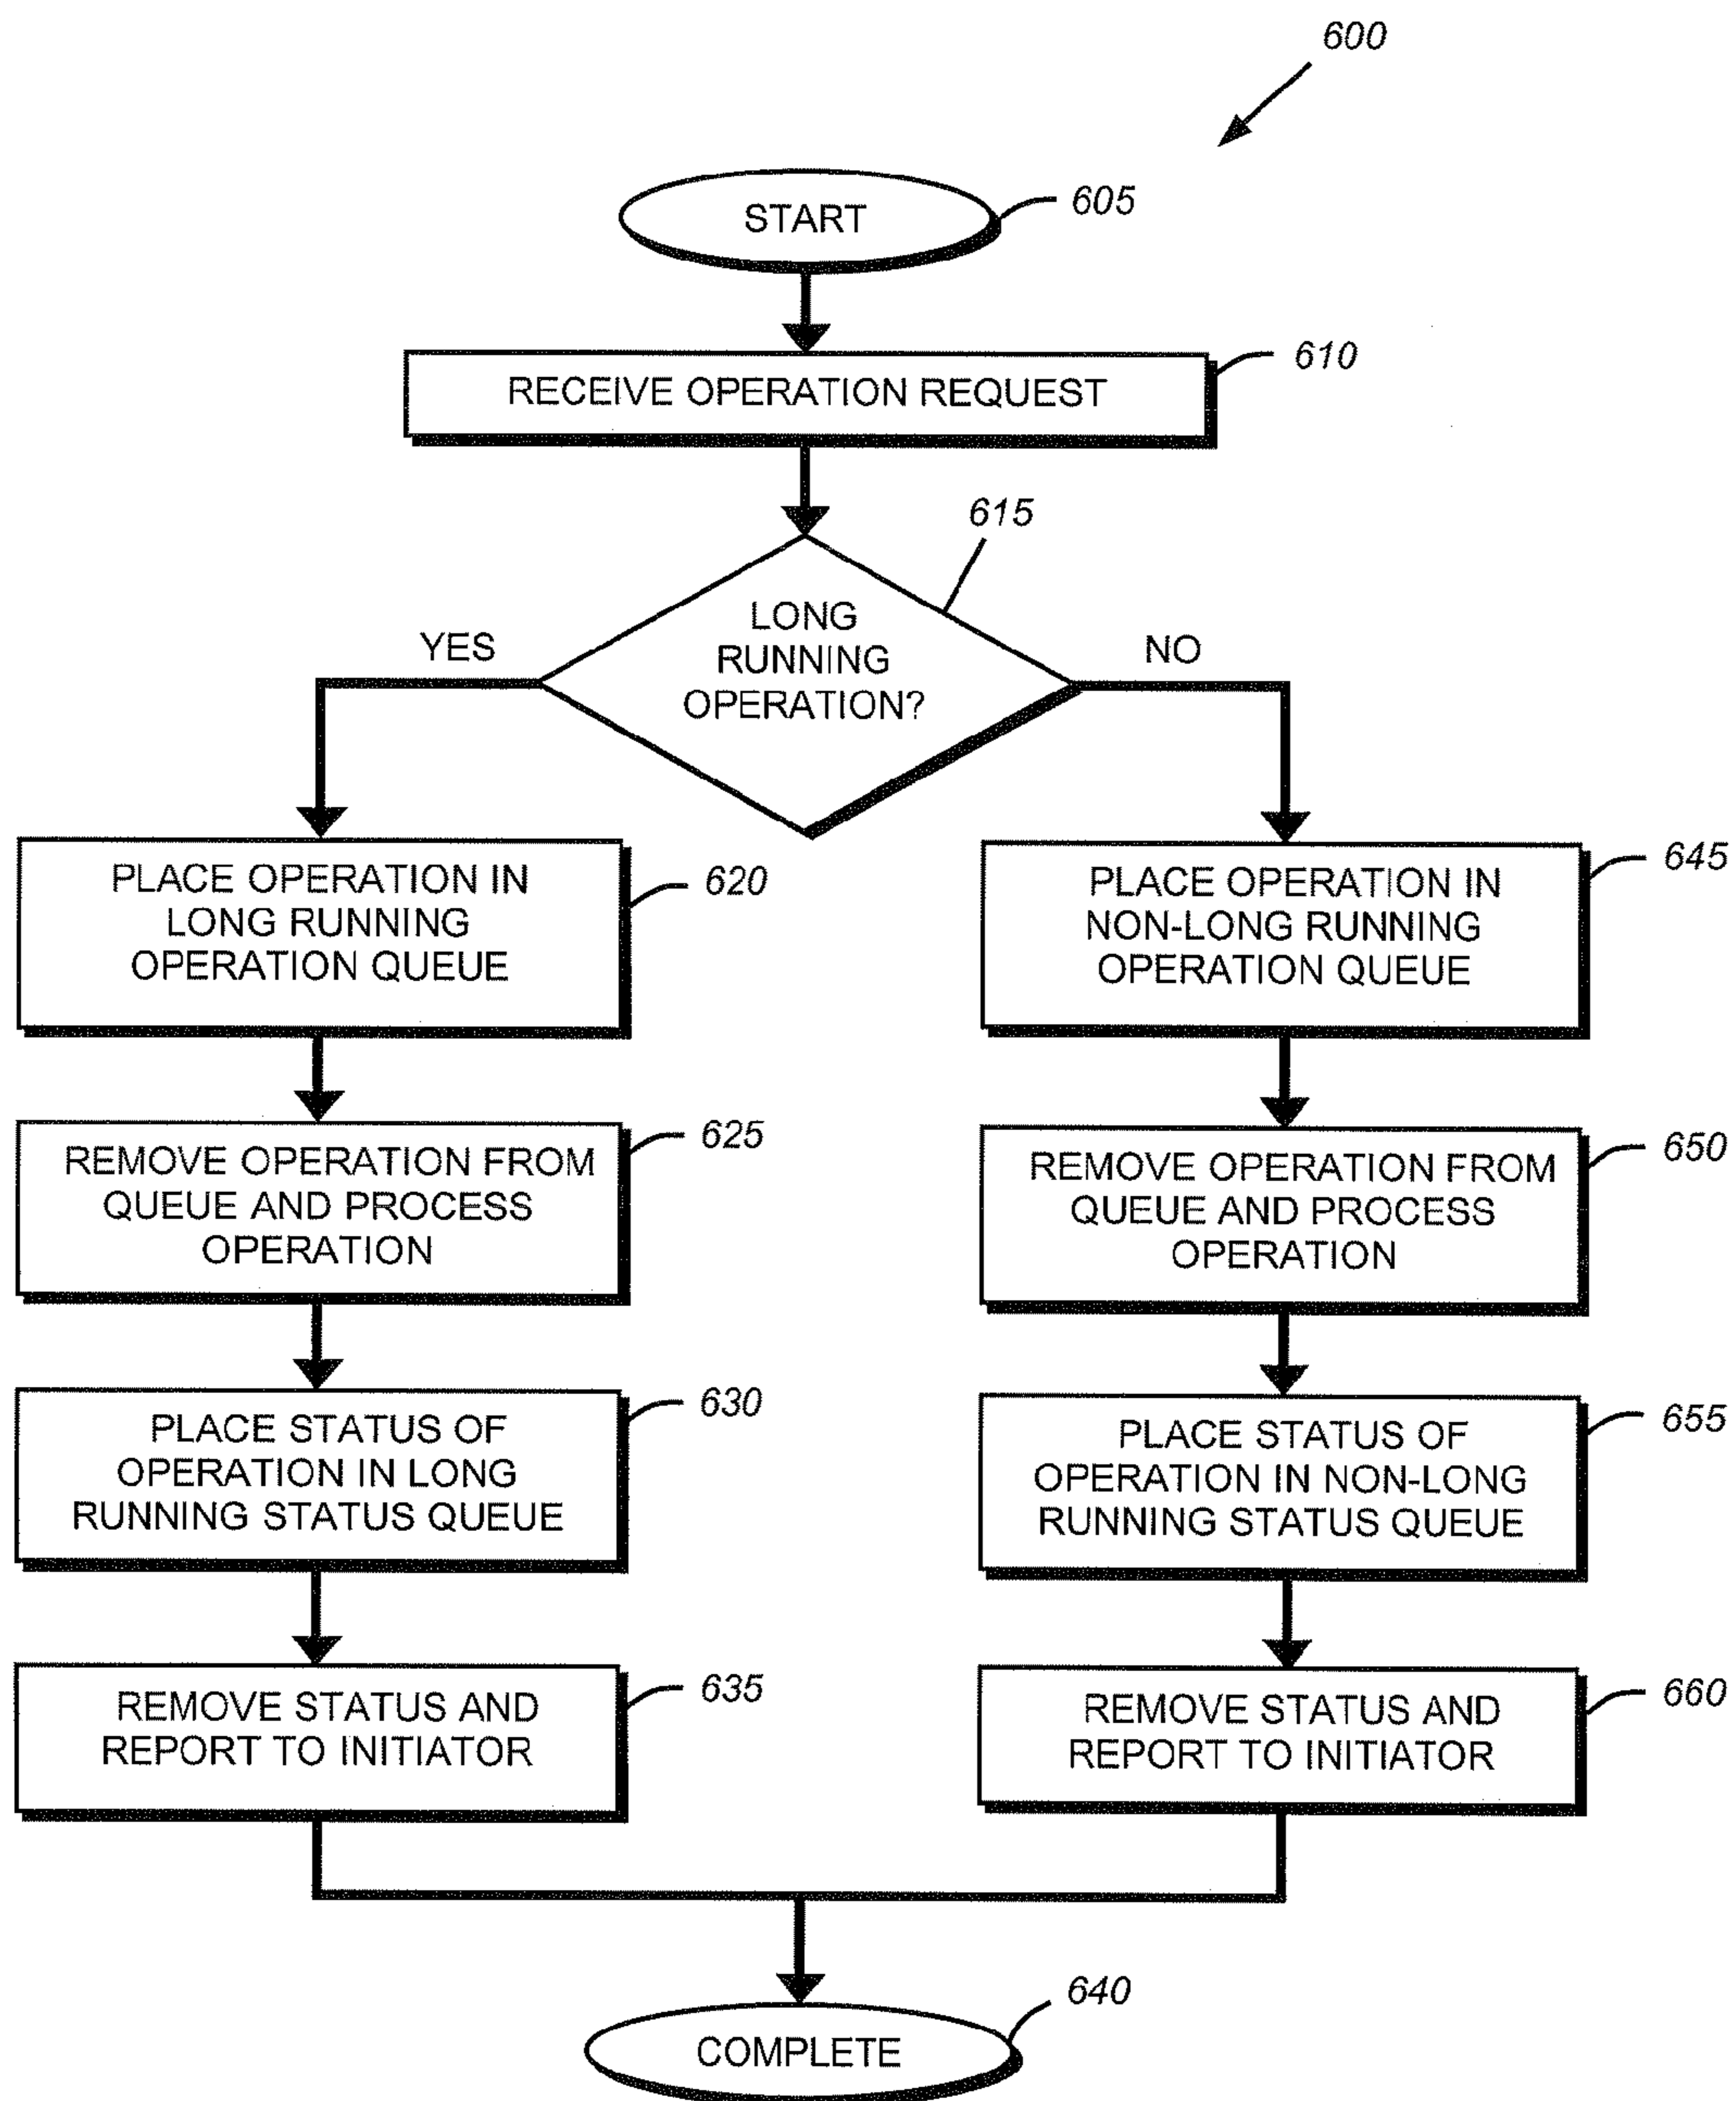 600
START
605
RECEIVE OPERATION REQUEST
610
615
LONG
RUNNING
OPERATION?
YES
NO
PLACE OPERATION IN
LONG RUNNING
OPERATION QUEUE
620
PLACE OPERATION IN
NON-LONG RUNNING
OPERATION QUEUE
645
REMOVE OPERATION FROM
QUEUE AND PROCESS
OPERATION
625
REMOVE OPERATION FROM
QUEUE AND PROCESS
OPERATION
650
PLACE STATUS OF
OPERATION IN LONG
RUNNING STATUS QUEUE
630
PLACE STATUS OF
OPERATION IN NON-LONG
RUNNING STATUS QUEUE
655
REMOVE STATUS AND
REPORT TO INITIATOR
635
REMOVE STATUS AND
REPORT TO INITIATOR
660
COMPLETE
640